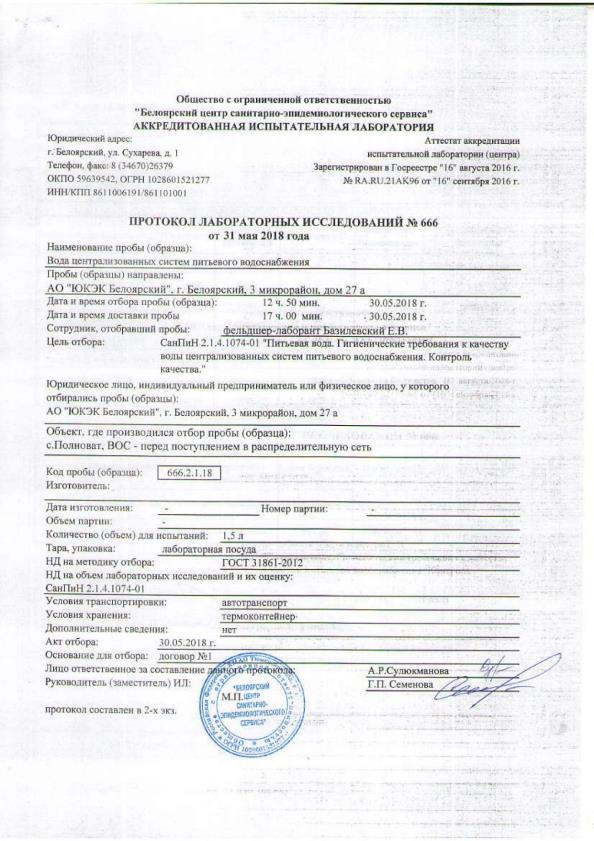 Общество с ограниченной ответственностью
"Белоярский центр санитарно-эпидемиологического сервиса"
АККРЕДИТОВАННАЯ ИСПЫТАТЕЛЬНАЯ ЛАБОРАТОРИЯ
Юридический адрес:
г. Белоярский, ул. Сухарева, д. 1
Телефон, факс: 8 (34670)26379
ОКПО 59639542, ОГРН 1028601521277
ИНН/КПП 8611006191/861101001
Аттестат аккредитации
испытательной лаборатории (центра)
Зарегистрирован в Госреестре "16" августа 2016 г.
№ RA.RU.21АК96 от "16" сентября 2016 г.
ПРОТОКОЛ ЛАБОРАТОРНЫХ ИССЛЕДОВАНИЙ № 666
от 31 мая 2018 года
Наименование пробы (образца):
Вода централизованных систем питьевого водоснабжения
Пробы (образцы) направлены:
АО "ЮКЭК Белоярский", г. Белоярский, 3 микрорайон, дом 27 а
Дата и время отбора пробы (образца): 12 ч. 50 мин. 30.05.2018 г.
Дата и время доставки пробы 17 ч. 00 мин. 30.05.2018 г.
Сотрудник, отобравший пробы: фельдшер-лаборант Базилевский Е.В.
Цель отбора: СанПиН 2.1.4.1074-01 "Питьевая вода. Гигиенические требования к качеству
воды централизованных систем питьевого водоснабжения. Контроль
качества."
Юридическое лицо, индивидуальный предприниматель или физическое лицо, у которого
отбирались пробы (образцы):
АО "ЮКЭК Белоярский", г. Белоярский, 3 микрорайон, дом 27 а
Объект, где производился отбор пробы (образца):
с.Полноват, ВОС - перед поступлением в распределительную сеть
Код пробы (образца): 666.2.1.18
Изготовитель:
Дата изготовления: - Номер партии: -
Объем партии: -
Количество (объем) для испытаний: 1,5 л
Тара, упаковка: лабораторная посуда
НД на методику отбора: ГОСТ 31861-2012
НД на объем лабораторных исследований и их оценку:
СанПиН 2.1.4.1074-01
Условия транспортировки: автотранспорт
Условия хранения: термоконтейнер
Дополнительные сведения: нет
Акт отбора: 30.05.2018 г.
Основание для отбора: договор №1
Лицо ответственное за составление данного протокола: А.Р.Сулюкманова
Руководитель (заместитель) ИЛ: Г.П. Семенова
М.П.
"БЕЛОЯРСКИЙ
ЦЕНТР
САНИТАРНО-
ЭПИДЕМИОЛОГИЧЕСКОГО
СЕРВИСА"
протокол составлен в 2-х экз.